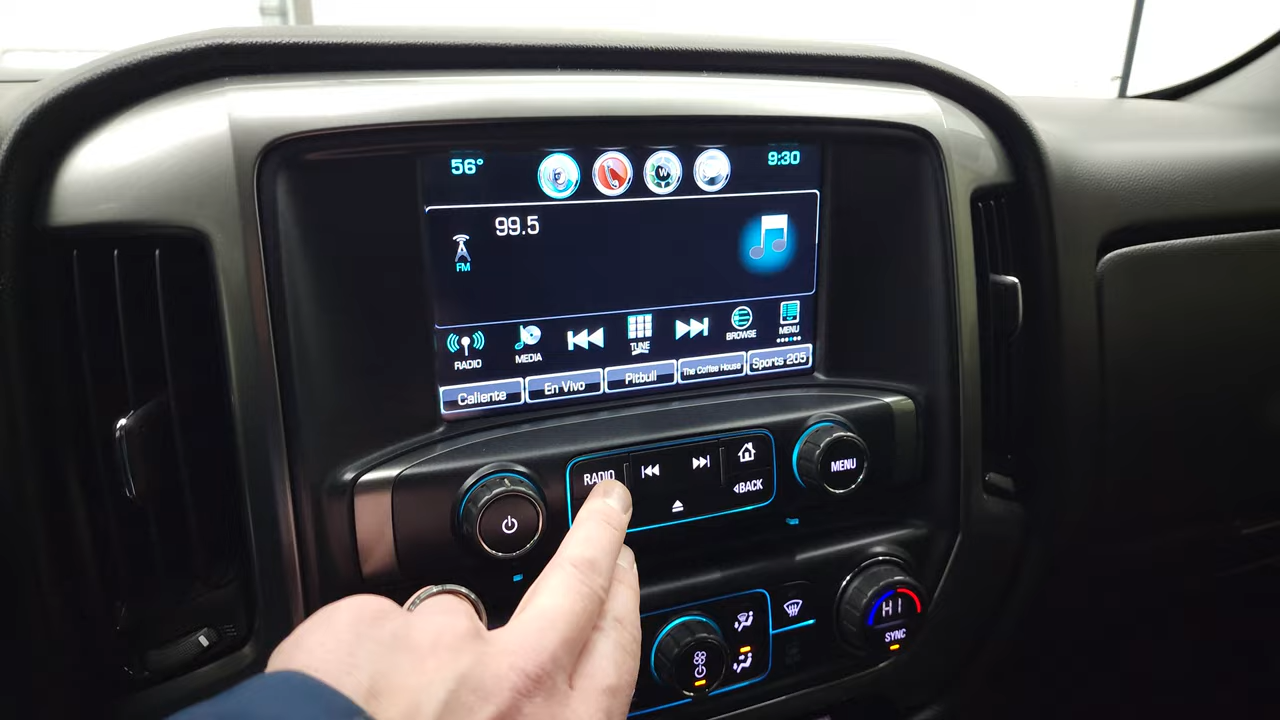 56°
9:30
W
99.5
FM
RADIO
MEDIA
TUNE
BROWSE
MENU
Caliente
En Vivo
Pitbull
The Coffee House
Sports 205
RADIO
BACK
MENU
HI
SYNC